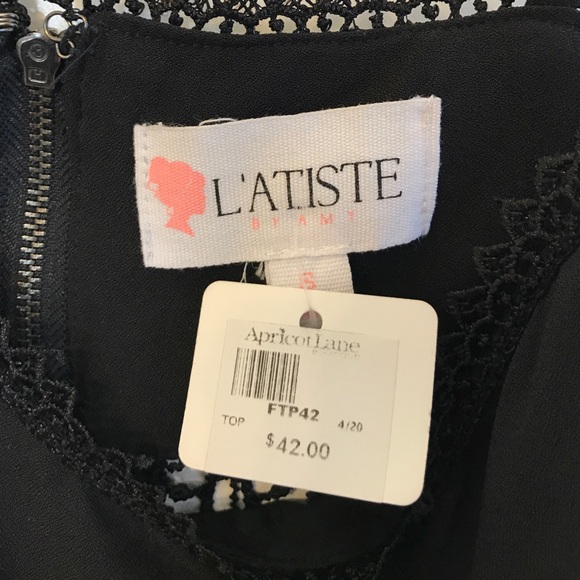 L'ATISTE
BY AMY
S
ApricotLane
FTP42
TOP 4/20
$42.00